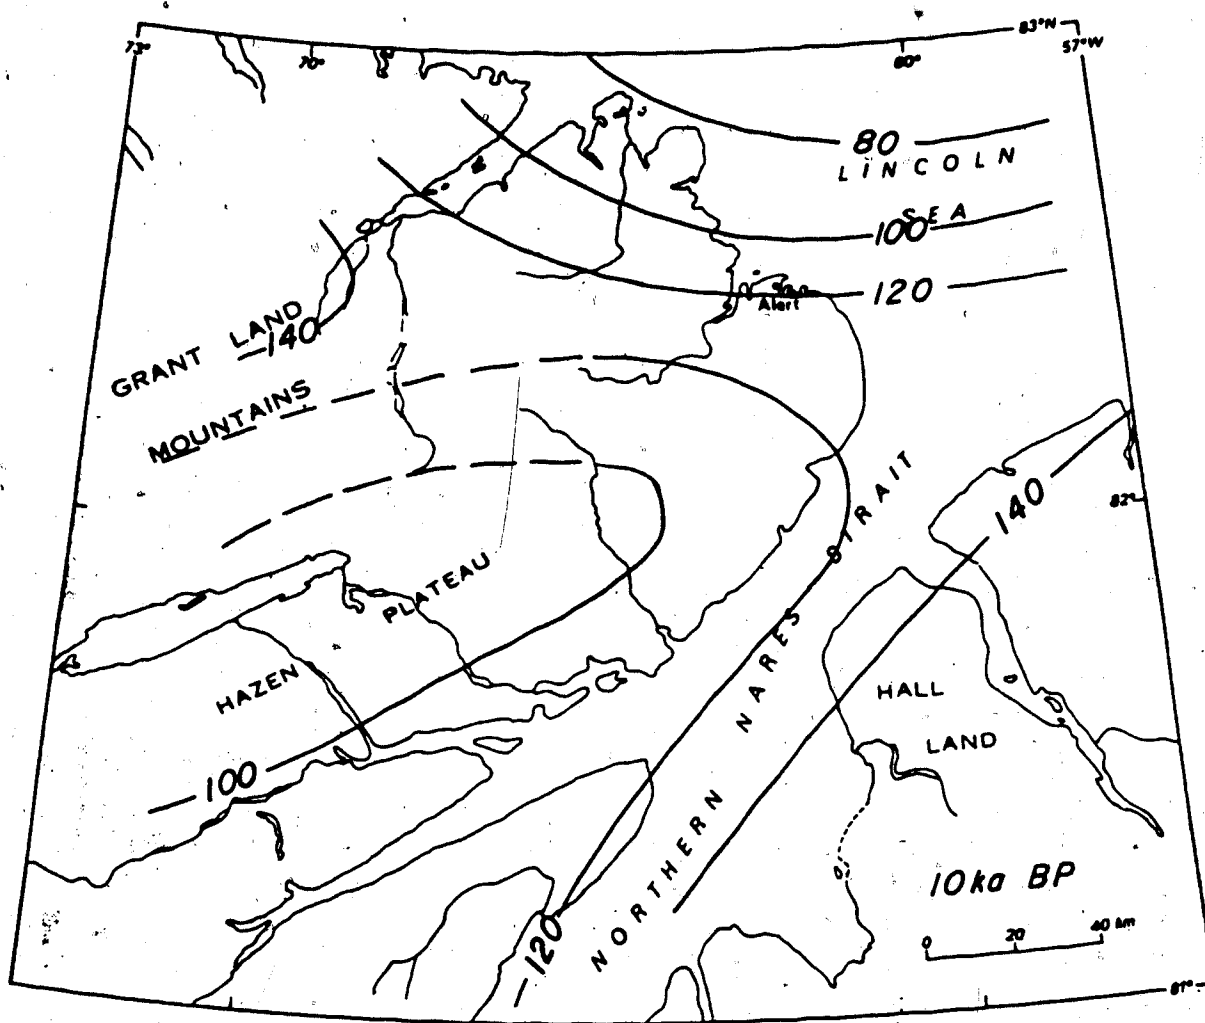 83°N
73°
70°
60°
57°W
80
LINCOLN
SEA
100
120
Alert
GRANT LAND
140
MOUNTAINS
140
82°
NORTHERN NARES STRAIT
PLATEAU
HAZEN
HALL
LAND
100
10ka BP
0 20 40 km
120
81°